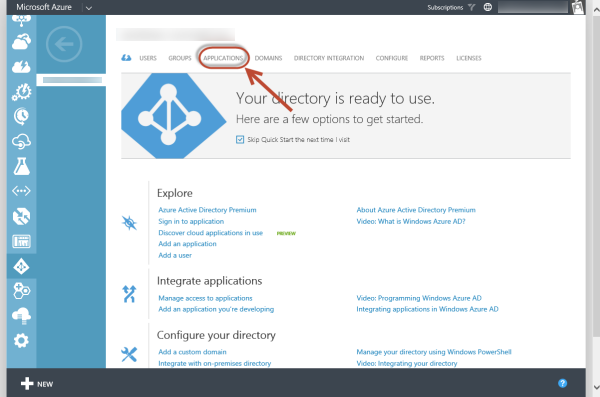 Microsoft Azure
Subscriptions
USERS GROUPS APPLICATIONS DOMAINS DIRECTORY INTEGRATION CONFIGURE REPORTS LICENSES
Your directory is ready to use.
Here are a few options to get started.
Skip Quick Start the next time I visit
Explore
Azure Active Directory Premium About Azure Active Directory Premium
Sign in to application Video: What is Windows Azure AD?
Discover cloud applications in use PREVIEW
Add an application
Add a user
Integrate applications
Manage access to applications Video: Programming Windows Azure AD
Add an application you're developing Integrating applications in Windows Azure AD
Configure your directory
Add a custom domain Manage your directory using Windows PowerShell
Integrate with on-premises directory Video: Integrating your directory
NEW ?